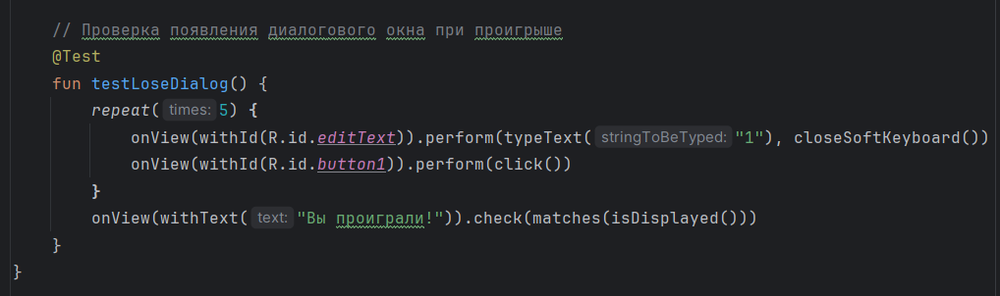 // Проверка появления диалогового окна при проигрыше
@Test
fun testLoseDialog() {
repeat( times: 5) {
onView(withId(R.id.editText)).perform(typeText( stringToBeTyped: "1"), closeSoftKeyboard())
onView(withId(R.id.button1)).perform(click())
}
onView(withText( text: "Вы проиграли!")).check(matches(isDisplayed()))
}
}